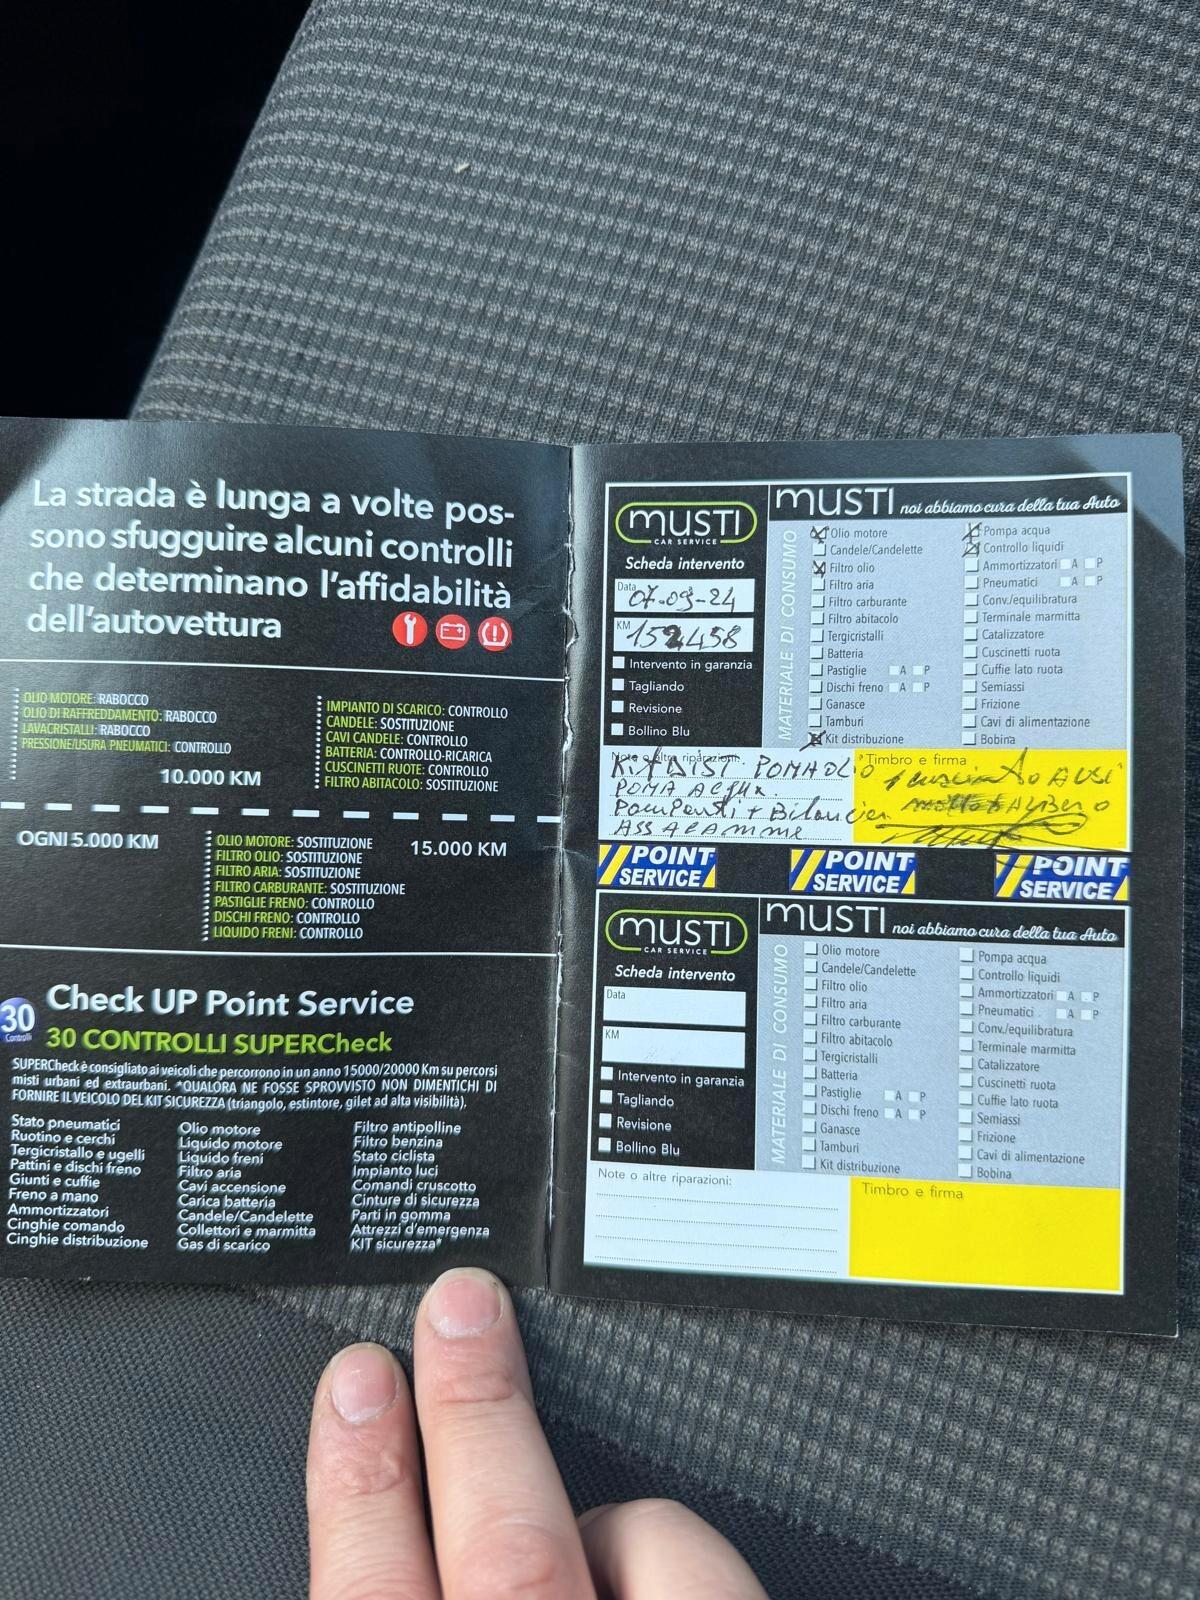 La strada è lunga a volte pos-
sono sfuggire alcuni controlli
che determinano l'affidabilità
dell'autovettura
OLIO MOTORE: RABOCCO
OLIO DI RAFFREDDAMENTO: RABOCCO
LAVACRISTALLI: RABOCCO
PRESSIONE/USURA PNEUMATICI: CONTROLLO
10.000 KM
IMPIANTO DI SCARICO: CONTROLLO
CANDELE: SOSTITUZIONE
CAVI CANDELE: CONTROLLO
BATTERIA: CONTROLLO-RICARICA
CUSCINETTI RUOTE: CONTROLLO
FILTRO ABITACOLO: SOSTITUZIONE
OGNI 5.000 KM
OLIO MOTORE: SOSTITUZIONE
FILTRO OLIO: SOSTITUZIONE
FILTRO ARIA: SOSTITUZIONE
FILTRO CARBURANTE: SOSTITUZIONE
PASTIGLIE FRENO: CONTROLLO
DISCHI FRENO: CONTROLLO
LIQUIDO FRENI: CONTROLLO
15.000 KM
30
Controlli
Check UP Point Service
30 CONTROLLI SUPERCheck
SUPERCheck è consigliato ai veicoli che percorrono in un anno 15000/20000 Km su percorsi
misti urbani ed extraurbani. *QUALORA NE FOSSE SPROVVISTO NON DIMENTICHI DI
FORNIRE IL VEICOLO DEL KIT SICUREZZA (triangolo, estintore, gilet ad alta visibilità).
Stato pneumatici
Ruotino e cerchi
Tergicristallo e ugelli
Pattini e dischi freno
Giunti e cuffie
Freno a mano
Ammortizzatori
Cinghie comando
Cinghie distribuzione
Olio motore
Liquido motore
Liquido freni
Filtro aria
Cavi accensione
Carica batteria
Candele/Candelette
Collettori e marmitta
Gas di scarico
Filtro antipolline
Filtro benzina
Stato ciclista
Impianto luci
Comandi cruscotto
Cinture di sicurezza
Parti in gomma
Attrezzi d'emergenza
KIT sicurezza*
MUSTI
CAR SERVICE
Scheda intervento
Data 07-09-24
KM 152458
Intervento in garanzia
Tagliando
Revisione
Bollino Blu
MUSTI noi abbiamo cura della tua Auto
MATERIALE DI CONSUMO
Olio motore
Candele/Candelette
Filtro olio
Filtro aria
Filtro carburante
Filtro abitacolo
Tergicristalli
Batteria
Pastiglie A P
Dischi freno A P
Ganasce
Tamburi
Kit distribuzione
Pompa acqua
Controllo liquidi
Ammortizzatori A P
Pneumatici A P
Conv./equilibratura
Terminale marmitta
Catalizzatore
Cuscinetti ruota
Cuffie lato ruota
Semiassi
Frizione
Cavi di alimentazione
Bobina
Note o altre riparazioni:
KIT DIST POMA OLIO
POMA ACQUA
ASSACAMME
Timbro e firma
POINT
SERVICE
POINT
SERVICE
POINT
SERVICE
MUSTI
CAR SERVICE
Scheda intervento
Data
KM
Intervento in garanzia
Tagliando
Revisione
Bollino Blu
MUSTI noi abbiamo cura della tua Auto
MATERIALE DI CONSUMO
Olio motore
Candele/Candelette
Filtro olio
Filtro aria
Filtro carburante
Filtro abitacolo
Tergicristalli
Batteria
Pastiglie A P
Dischi freno A P
Ganasce
Tamburi
Kit distribuzione
Pompa acqua
Controllo liquidi
Ammortizzatori A P
Pneumatici A P
Conv./equilibratura
Terminale marmitta
Catalizzatore
Cuscinetti ruota
Cuffie lato ruota
Semiassi
Frizione
Cavi di alimentazione
Bobina
Note o altre riparazioni:
Timbro e firma